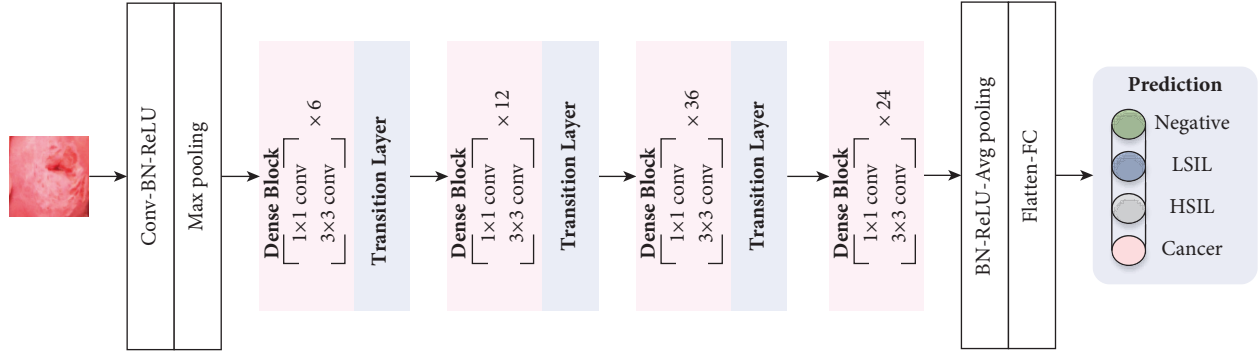 Conv-BN-ReLU
Max pooling
Dense Block
1×1 conv
3×3 conv
× 6
Transition Layer
Dense Block
1×1 conv
3×3 conv
× 12
Transition Layer
Dense Block
1×1 conv
3×3 conv
× 36
Transition Layer
Dense Block
1×1 conv
3×3 conv
× 24
BN-ReLU-Avg pooling
Flatten-FC
Prediction
Negative
LSIL
HSIL
Cancer